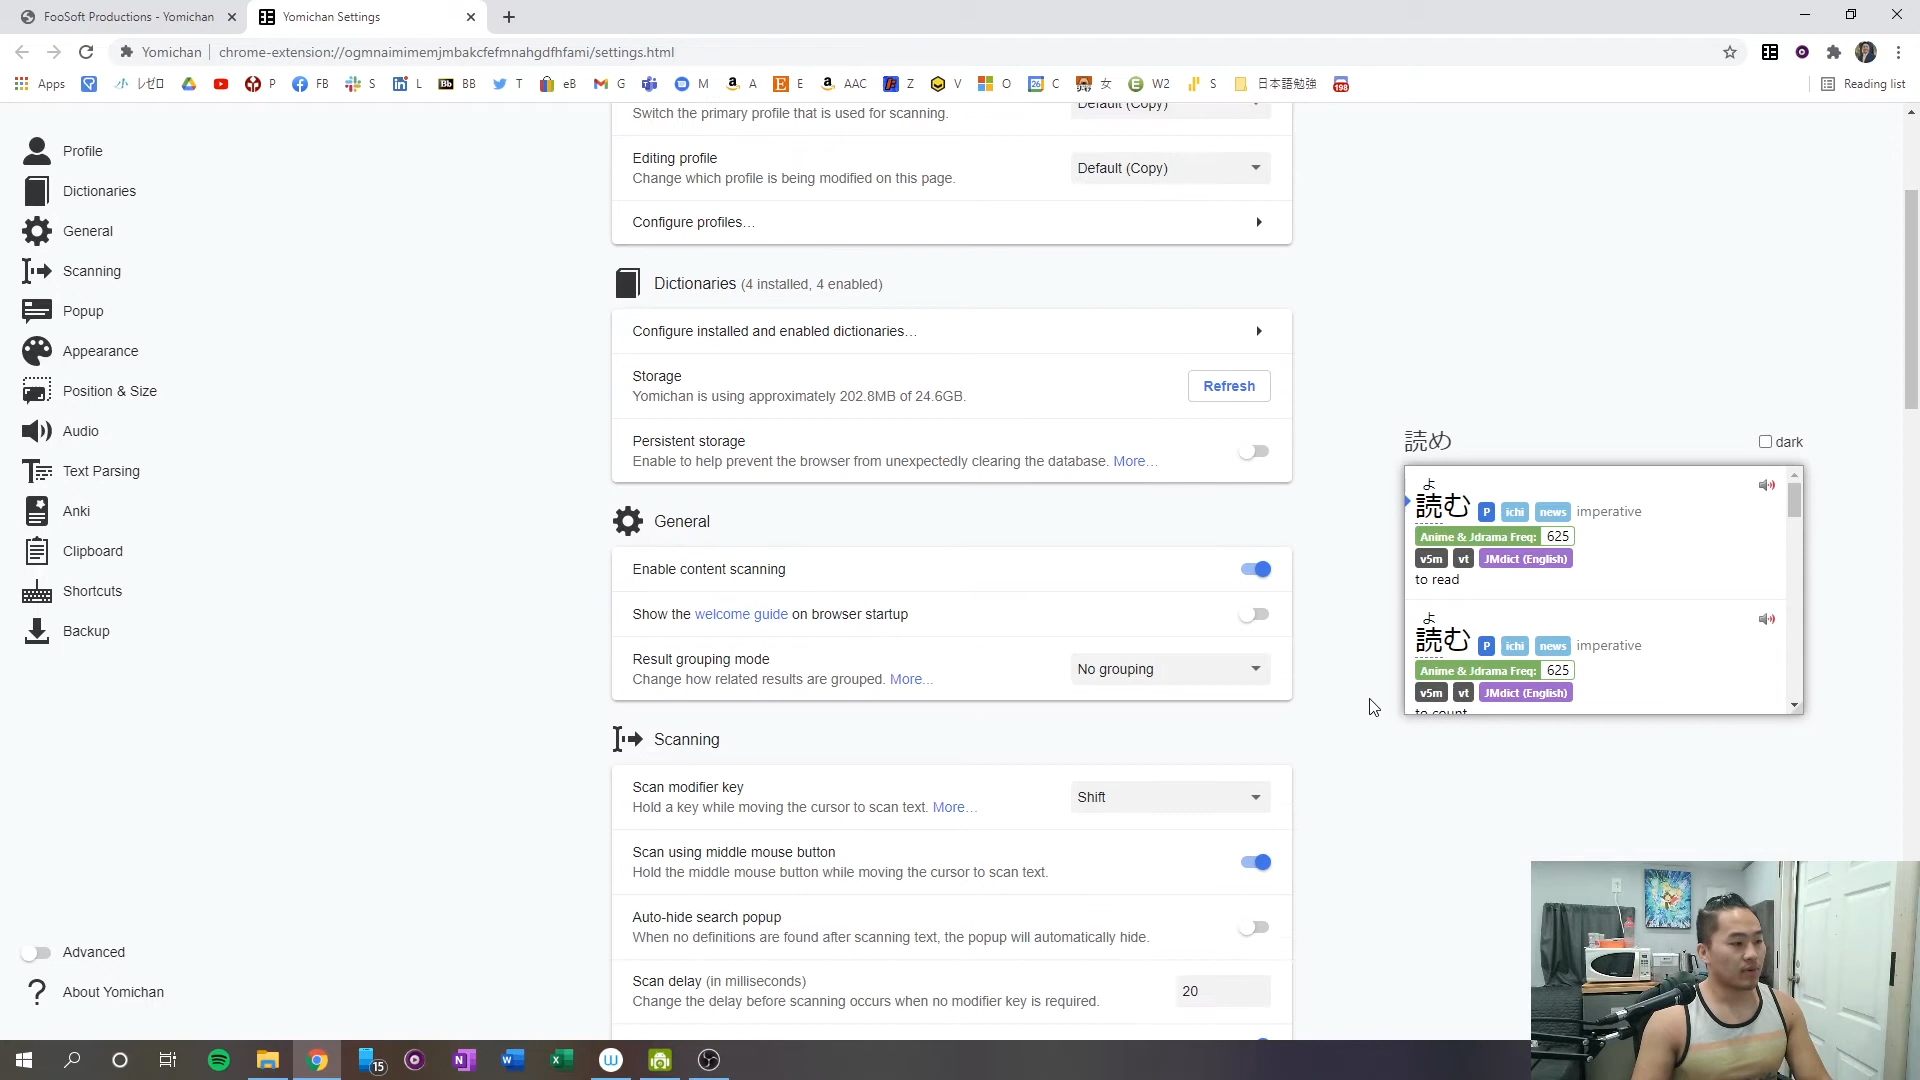 FooSoft Productions - Yomichan
Yomichan Settings
Yomichan
chrome-extension://ogmnaimimemjmbakcfefmnahgdfhfami/settings.html
Apps
レゼロ
P
FB
S
L
BB
T
eB
G
M
A
E
AAC
Z
V
O
C
女
W2
S
日本語勉強
198
Reading list
Profile
Dictionaries
General
Scanning
Popup
Appearance
Position & Size
Audio
Text Parsing
Anki
Clipboard
Shortcuts
Backup
Advanced
About Yomichan
Default (Copy)
Switch the primary profile that is used for scanning.
Editing profile
Change which profile is being modified on this page.
Default (Copy)
Configure profiles…
Dictionaries (4 installed, 4 enabled)
Configure installed and enabled dictionaries…
Storage
Yomichan is using approximately 202.8MB of 24.6GB.
Refresh
Persistent storage
Enable to help prevent the browser from unexpectedly clearing the database. More…
General
Enable content scanning
Show the welcome guide on browser startup
Result grouping mode
Change how related results are grouped. More…
No grouping
Scanning
Scan modifier key
Hold a key while moving the cursor to scan text. More…
Shift
Scan using middle mouse button
Hold the middle mouse button while moving the cursor to scan text.
Auto-hide search popup
When no definitions are found after scanning text, the popup will automatically hide.
Scan delay (in milliseconds)
Change the delay before scanning occurs when no modifier key is required.
20
読め
dark
よ
読む P ichi news imperative
Anime & Jdrama Freq: 625
v5m vt JMdict (English)
to read
よ
読む P ichi news imperative
Anime & Jdrama Freq: 625
v5m vt JMdict (English)
to count
15